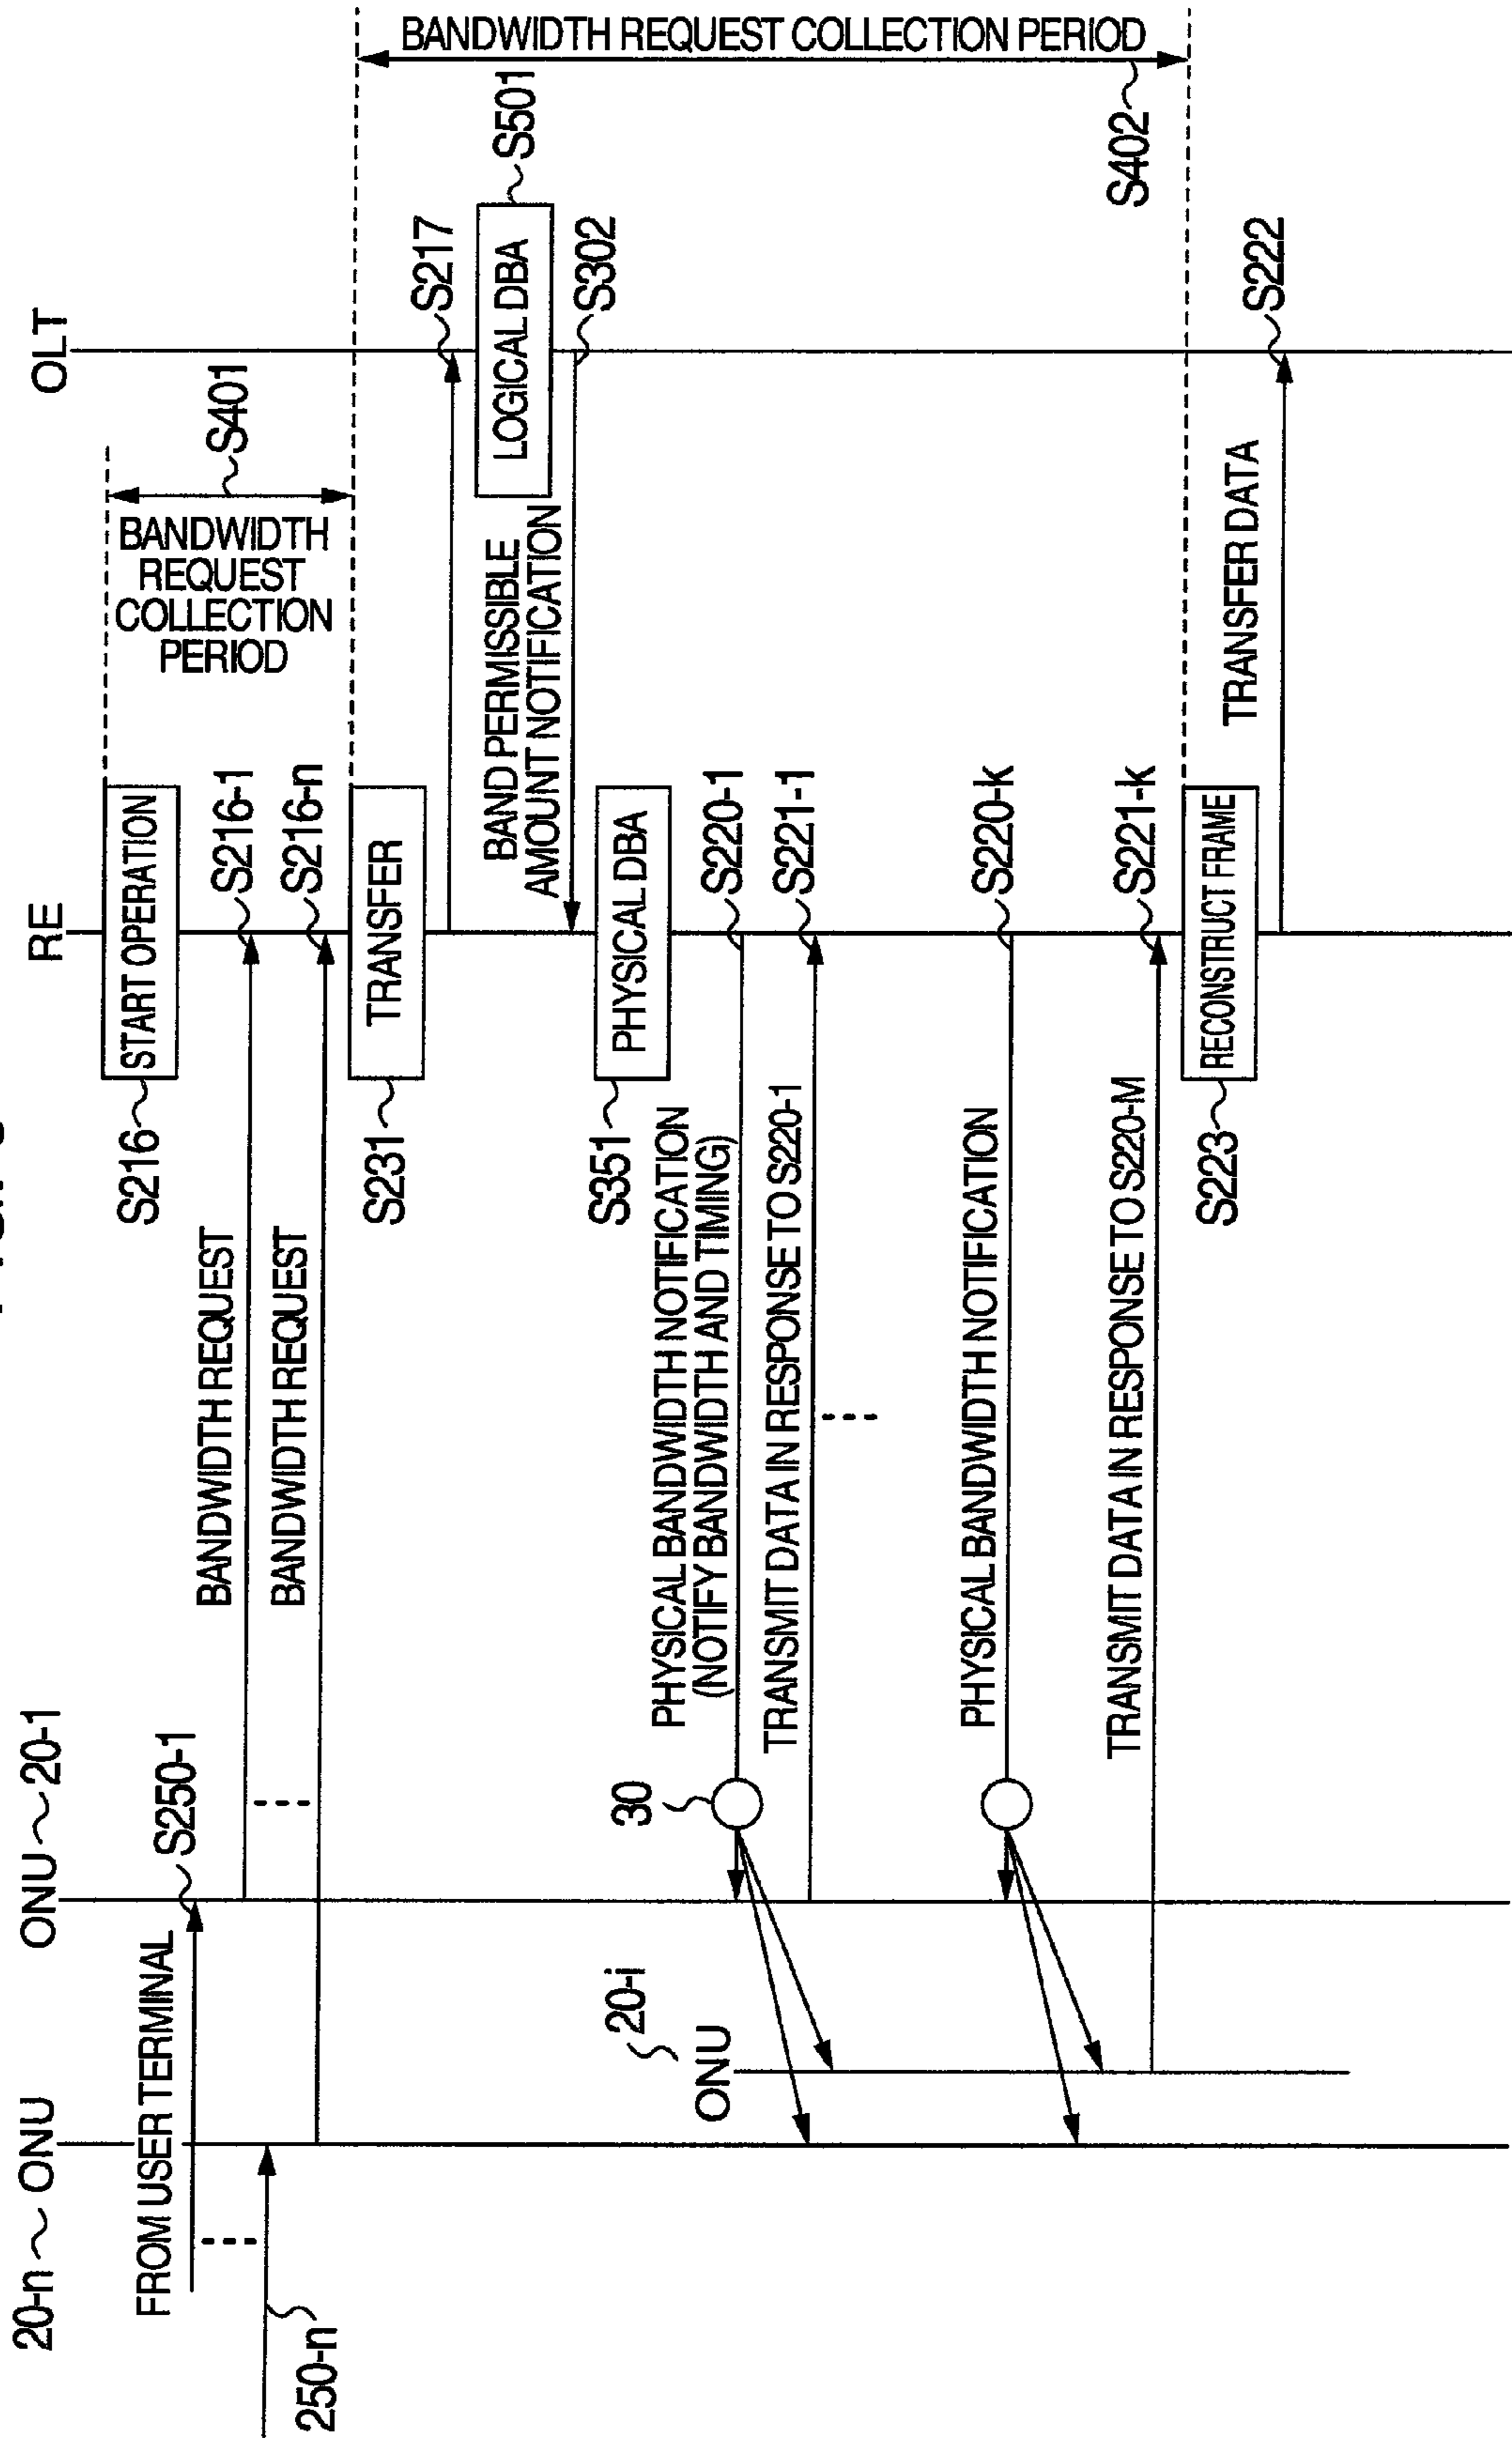 20-n ~ ONU
ONU ~ 20-1
RE
OLT
START OPERATION
S216
S401
BANDWIDTH
REQUEST
COLLECTION
PERIOD
FROM USER TERMINAL
S250-1
BANDWIDTH REQUEST
S216-1
250-n
BANDWIDTH REQUEST
S216-n
TRANSFER
S231
BANDWIDTH REQUEST COLLECTION PERIOD
S402
S217
LOGICAL DBA
S501
BAND PERMISSIBLE
AMOUNT NOTIFICATION
S302
PHYSICAL DBA
S351
PHYSICAL BANDWIDTH NOTIFICATION
(NOTIFY BANDWIDTH AND TIMING)
S220-1
30
20-i
ONU
TRANSMIT DATA IN RESPONSE TO S220-1
S221-1
PHYSICAL BANDWIDTH NOTIFICATION
S220-k
TRANSMIT DATA IN RESPONSE TO S220-M
S221-k
RECONSTRUCT FRAME
S223
TRANSFER DATA
S222